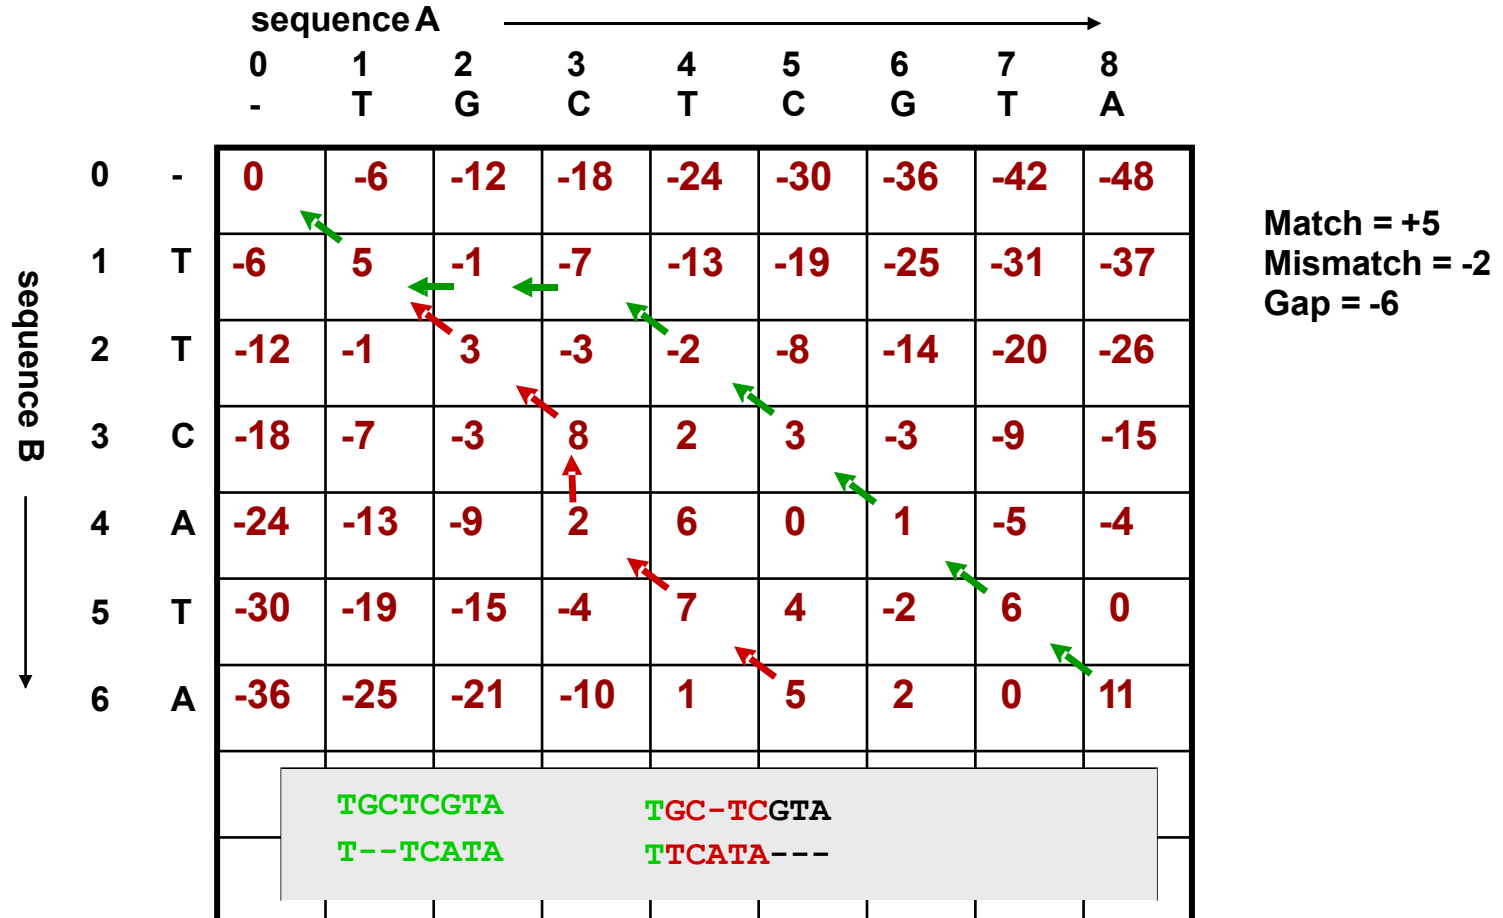 sequence A
0 1 2 3 4 5 6 7 8
- T G C T C G T A
sequence B
0 - 0 -6 -12 -18 -24 -30 -36 -42 -48
1 T -6 5 -1 -7 -13 -19 -25 -31 -37
2 T -12 -1 3 -3 -2 -8 -14 -20 -26
3 C -18 -7 -3 8 2 3 -3 -9 -15
4 A -24 -13 -9 2 6 0 1 -5 -4
5 T -30 -19 -15 -4 7 4 -2 6 0
6 A -36 -25 -21 -10 1 5 2 0 11
Match = +5
Mismatch = -2
Gap = -6
TGCTCGTA
T--TCATA
TGC-TCGTA
TTCATA---